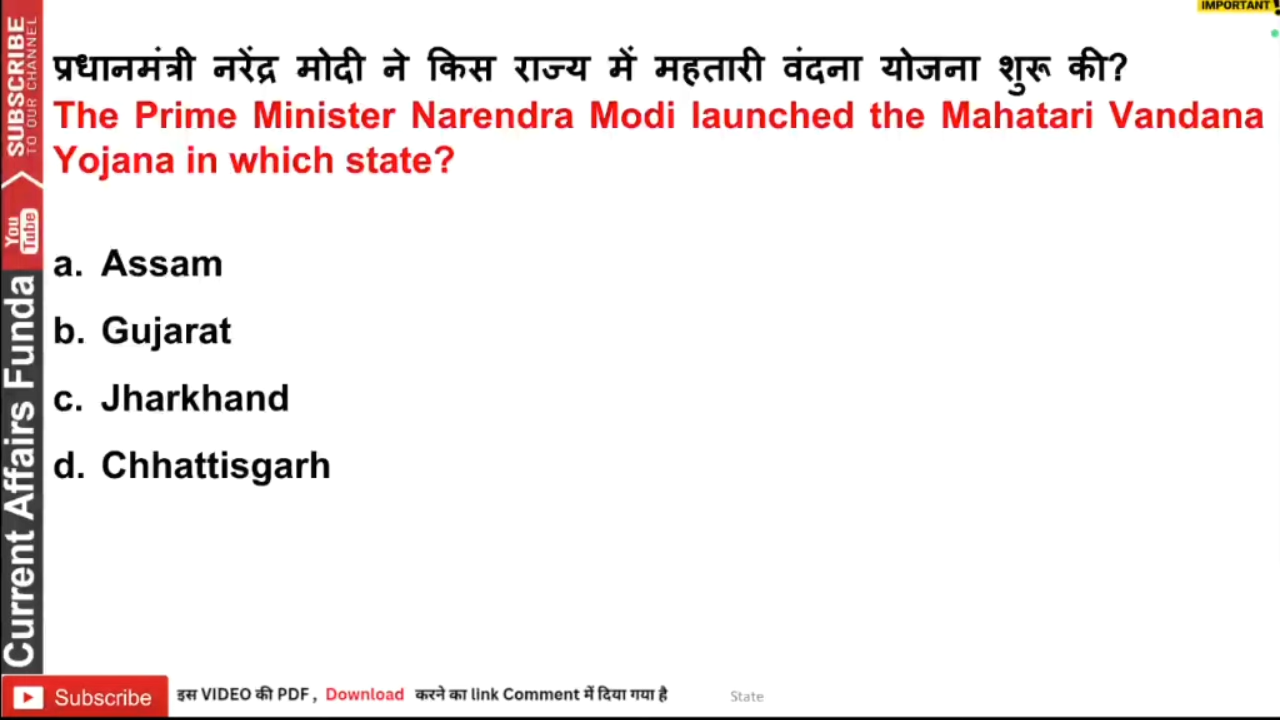 IMPORTANT
प्रधानमंत्री नरेंद्र मोदी ने किस राज्य में महतारी वंदना योजना शुरू की?
The Prime Minister Narendra Modi launched the Mahatari Vandana
Yojana in which state?
a. Assam
b. Gujarat
c. Jharkhand
d. Chhattisgarh
SUBSCRIBE
TO OUR CHANNEL
You
Tube
Current Affairs Funda
Subscribe
इस VIDEO की PDF, Download करने का link Comment में दिया गया है
State